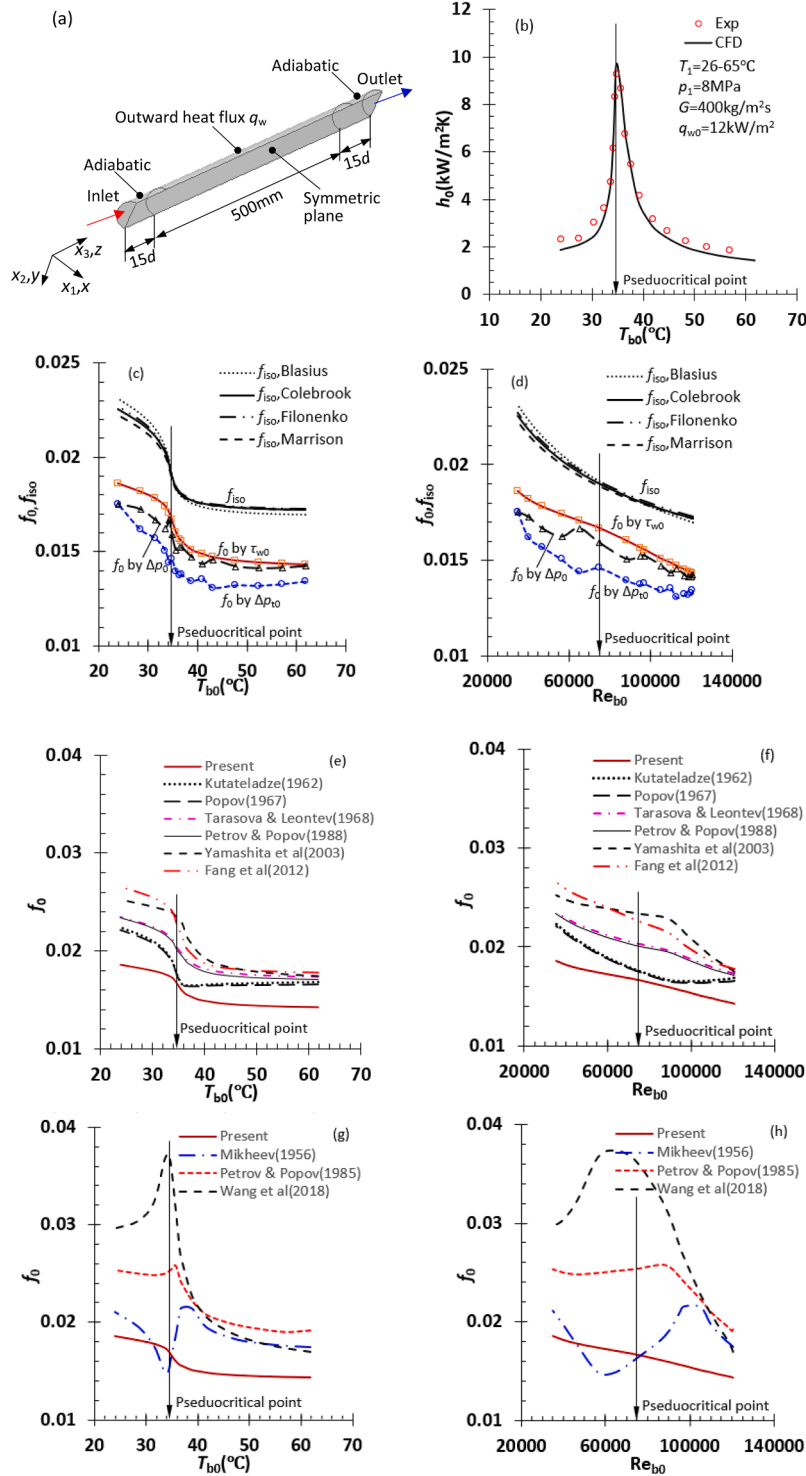 (a)
Adiabatic
Outlet
Outward heat flux qw
Adiabatic
Inlet
15d
500mm
Symmetric
plane
15d
x3,z
x2,y
x1,x
(b)
Exp
CFD
T1=26-65°C
p1=8MPa
G=400kg/m2s
qw0=12kW/m2
h0(kW/m2K)
12
10
8
6
4
2
0
Pseduocritical point
10 20 30 40 50 60 70
Tb0(°C)
(c)
fiso,Blasius
fiso,Colebrook
fiso,Filonenko
fiso,Marrison
f0,fiso
0.025
0.02
0.015
0.01
fiso
f0 by τw0
f0 by Δp0
f0 by Δpt0
Pseduocritical point
20 30 40 50 60 70
Tb0(°C)
(d)
fiso,Blasius
fiso,Colebrook
fiso,Filonenko
fiso,Marrison
f0,fiso
0.025
0.02
0.015
0.01
fiso
f0 by τw0
f0 by Δp0
f0 by Δpt0
Pseduocritical point
20000 60000 100000 140000
Reb0
(e)
Present
Kutateladze(1962)
Popov(1967)
Tarasova & Leontev(1968)
Petrov & Popov(1988)
Yamashita et al(2003)
Fang et al(2012)
f0
0.04
0.03
0.02
0.01
Pseduocritical point
20 30 40 50 60 70
Tb0(°C)
(f)
Present
Kutateladze(1962)
Popov(1967)
Tarasova & Leontev(1968)
Petrov & Popov(1988)
Yamashita et al(2003)
Fang et al(2012)
f0
0.04
0.03
0.02
0.01
Pseduocritical point
20000 60000 100000 140000
Reb0
(g)
Present
Mikheev(1956)
Petrov & Popov(1985)
Wang et al(2018)
f0
0.04
0.03
0.02
0.01
Pseduocritical point
20 30 40 50 60 70
Tb0(°C)
(h)
Present
Mikheev(1956)
Petrov & Popov(1985)
Wang et al(2018)
f0
0.04
0.03
0.02
0.01
Pseduocritical point
20000 60000 100000 140000
Reb0